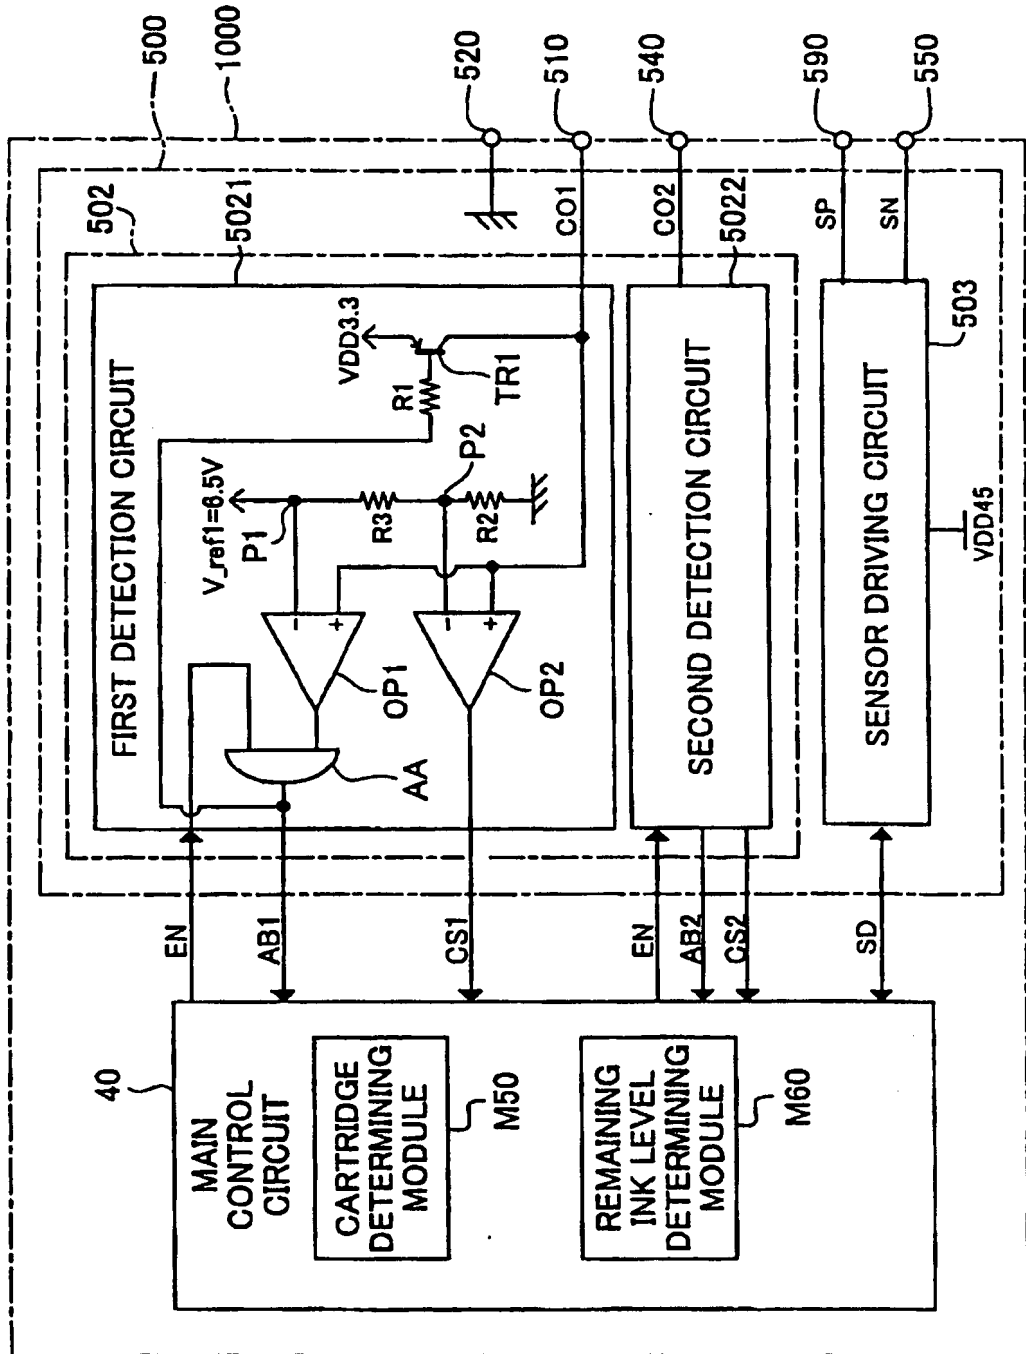 40
MAIN
CONTROL
CIRCUIT
CARTRIDGE
DETERMINING
MODULE
M50
REMAINING
INK LEVEL
DETERMINING
MODULE
M60
EN
AB1
CS1
EN
AB2
CS2
SD
500
1000
502
5021
FIRST DETECTION CIRCUIT
AA
OP1
OP2
-
+
-
+
V_ref1=6.5V
P1
R3
P2
R2
R1
VDD3.3
TR1
SECOND DETECTION CIRCUIT
5022
SENSOR DRIVING CIRCUIT
503
VDD45
CO1
CO2
SP
SN
520
510
540
590
550